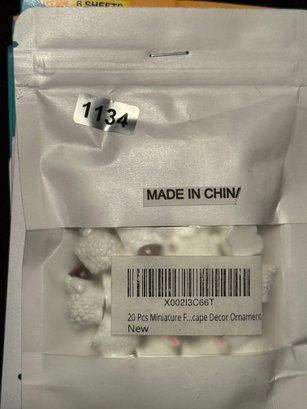 6 SHEETS
1134
MADE IN CHINA
X002I3C66T
20 Pcs Miniature F...cape Decor Ornament
New